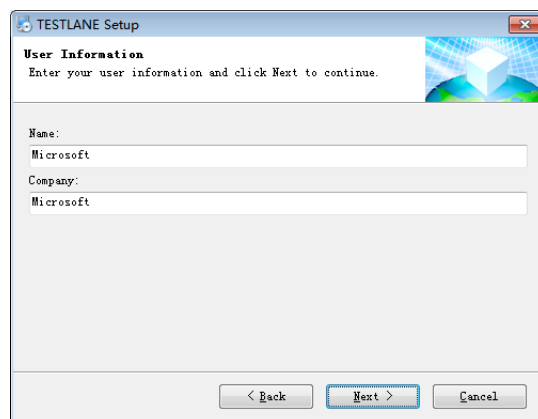 TESTLANE Setup
User Information
Enter your user information and click Next to continue.
Name:
Microsoft
Company:
Microsoft
< Back
Next >
Cancel